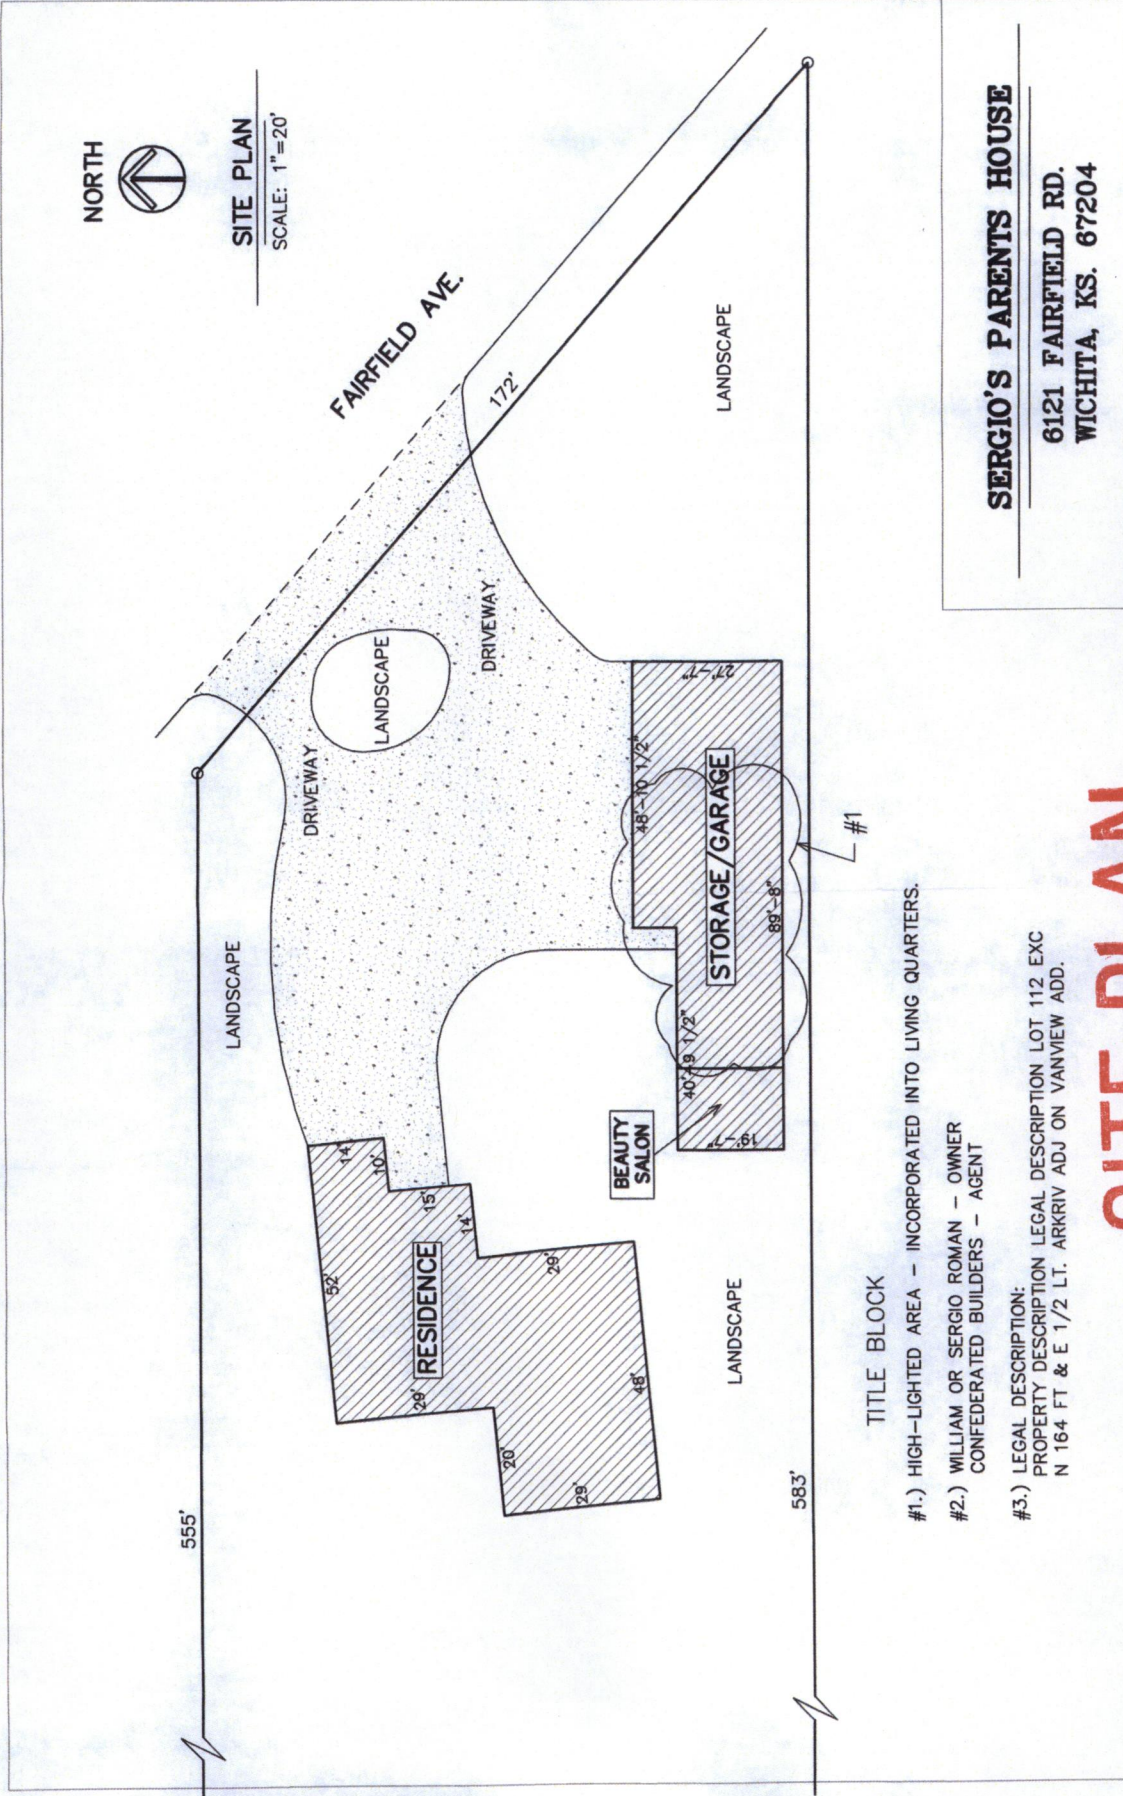 NORTH
SITE PLAN
SCALE: 1"=20'
FAIRFIELD AVE.
172'
LANDSCAPE
DRIVEWAY
LANDSCAPE
DRIVEWAY
LANDSCAPE
555'
583'
LANDSCAPE
RESIDENCE
52'
14'
10'
15'
14'
29'
48'
29'
20'
29'
BEAUTY
SALON
STORAGE/GARAGE
48'-10 1/2"
27'-7"
89'-8"
19'-7"
#1
TITLE BLOCK
#1.) HIGH-LIGHTED AREA - INCORPORATED INTO LIVING QUARTERS.
#2.) WILLIAM OR SERGIO ROMAN - OWNER
CONFEDERATED BUILDERS - AGENT
#3.) LEGAL DESCRIPTION:
PROPERTY DESCRIPTION LEGAL DESCRIPTION LOT 112 EXC
N 164 FT & E 1/2 LT. ARKRIV ADJ ON VANVIEW ADD.
SERGIO'S PARENTS HOUSE
6121 FAIRFIELD RD.
WICHITA, KS. 67204
SITE PLAN